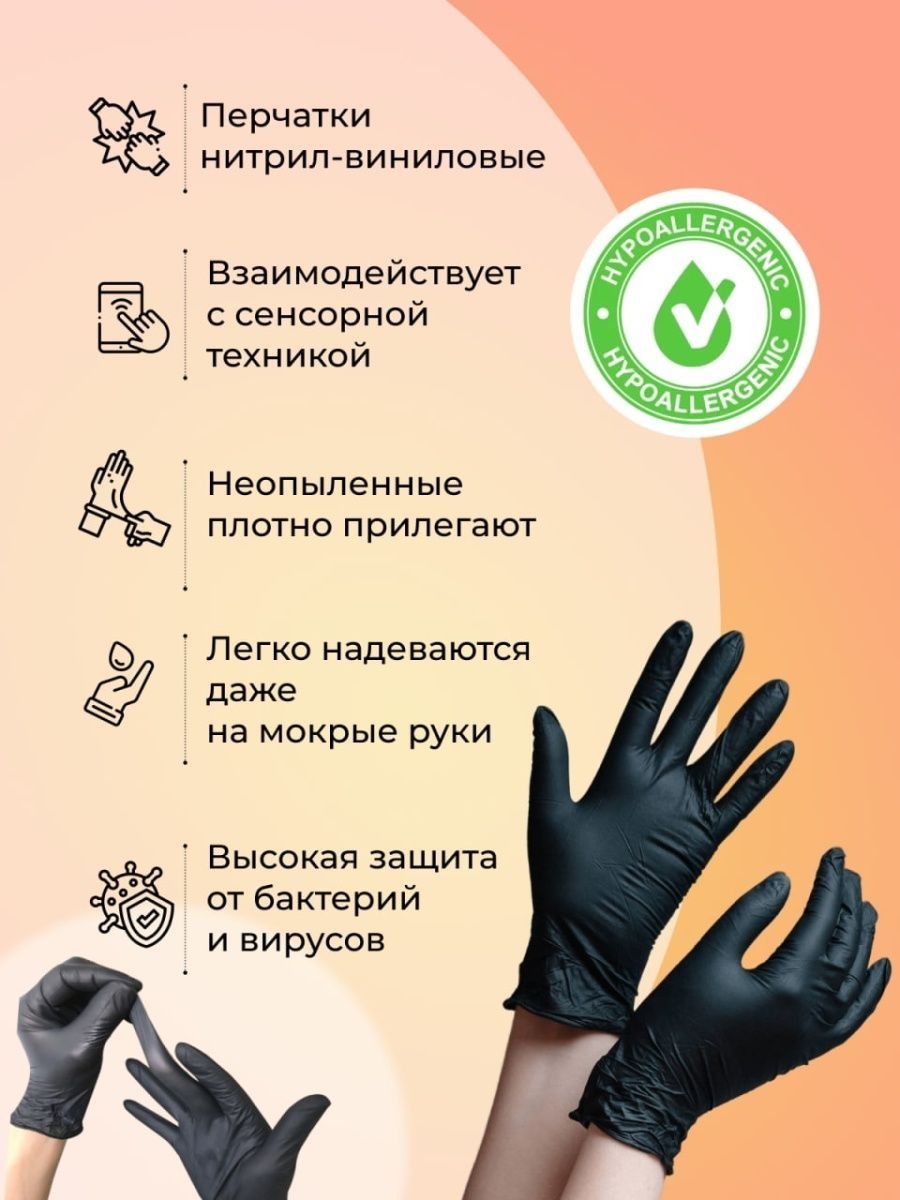 Перчатки
нитрил-виниловые
HYPOALLERGENIC
HYPOALLERGENIC
Взаимодействует
с сенсорной
техникой
Неопыленные
плотно прилегают
Легко надеваются
даже
на мокрые руки
Высокая защита
от бактерий
и вирусов